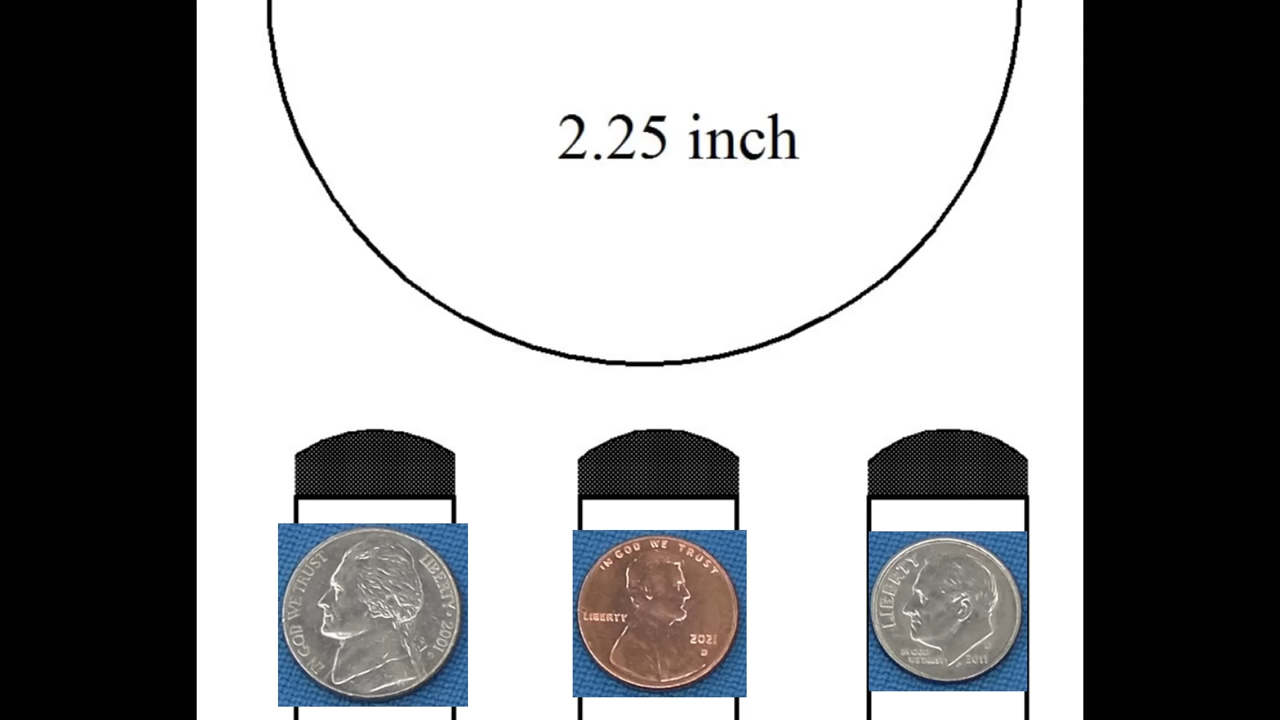 2.25 inch
IN GOD WE TRUST
LIBERTY
2001
IN GOD WE TRUST
LIBERTY
2021
D
LIBERTY
IN GOD
WE TRUST
2011